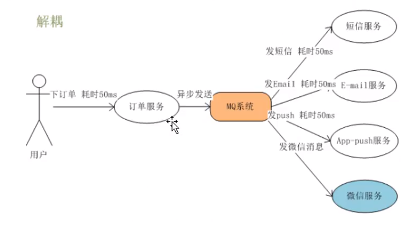 解耦
短信服务
发短信 耗时50ms
下订单 耗时50ms
异步发送
发Email 耗时50ms
E-mail服务
订单服务
MQ系统
发push 耗时50ms
App-push服务
发微信消息
用户
微信服务